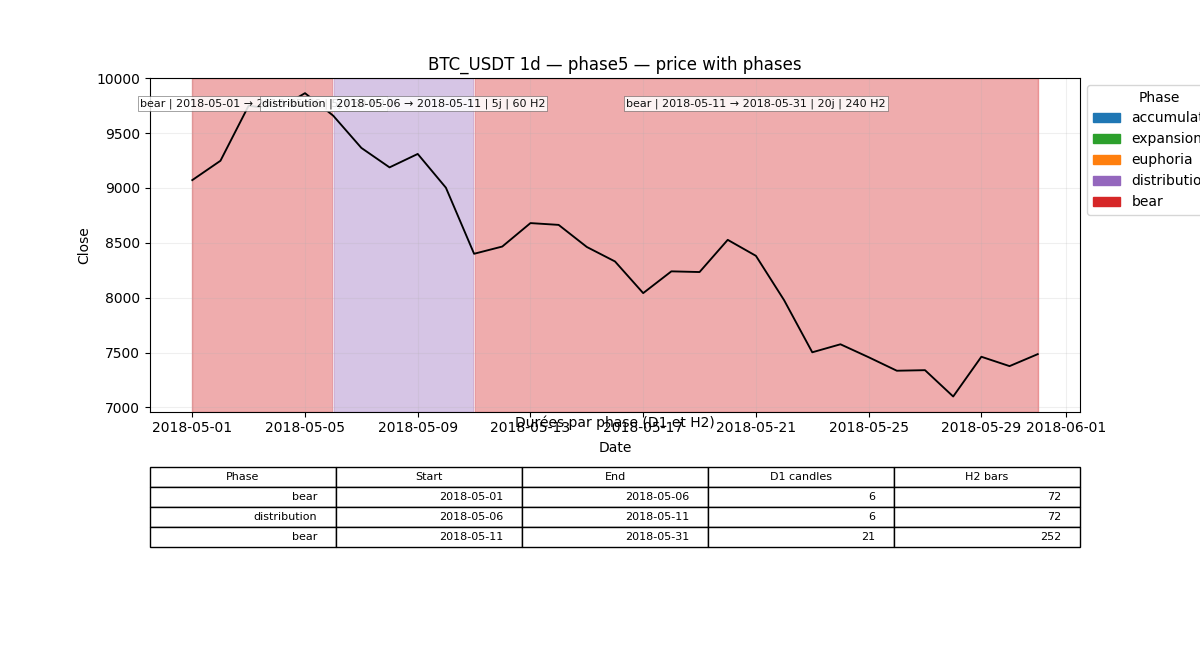 BTC_USDT 1d — phase5 — price with phases
10000
9500
9000
8500
8000
7500
7000
Close
bear | 2018-05-01 →
distribution | 2018-05-06 → 2018-05-11 | 5j | 60 H2
bear | 2018-05-11 → 2018-05-31 | 20j | 240 H2
Phase
accumulat
expansion
euphoria
distributio
bear
2018-05-01 2018-05-05 2018-05-09 2018-05-13 2018-05-17 2018-05-21 2018-05-25 2018-05-29 2018-06-01
Durées par phase (D1 et H2)
Date
Phase Start End D1 candles H2 bars
bear 2018-05-01 2018-05-06 6 72
distribution 2018-05-06 2018-05-11 6 72
bear 2018-05-11 2018-05-31 21 252